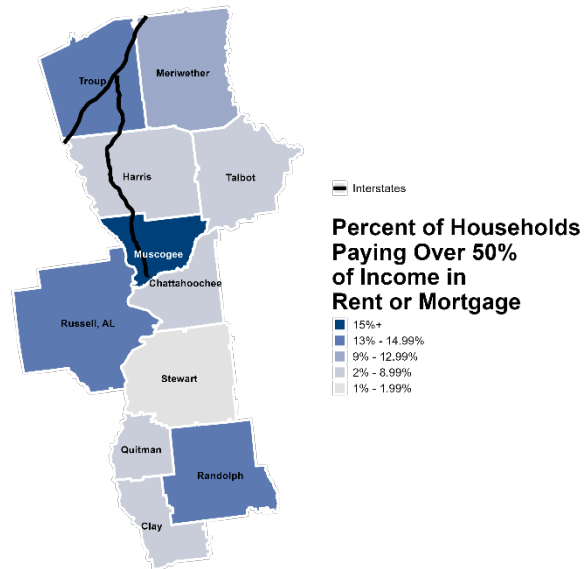 Troup
Meriwether
Harris
Talbot
Muscogee
Chattahoochee
Russell, AL
Stewart
Quitman
Randolph
Clay
Interstates
Percent of Households
Paying Over 50%
of Income in
Rent or Mortgage
15%+
13% - 14.99%
9% - 12.99%
2% - 8.99%
1% - 1.99%